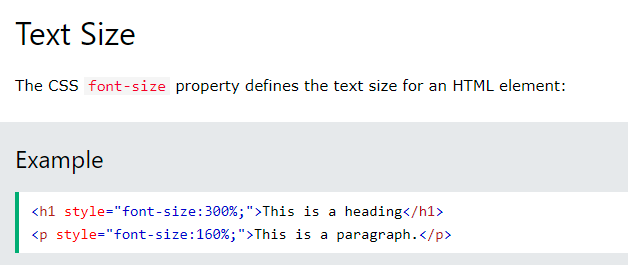 Text Size
The CSS font-size property defines the text size for an HTML element:
Example
<h1 style="font-size:300%;">This is a heading</h1>
<p style="font-size:160%;">This is a paragraph.</p>